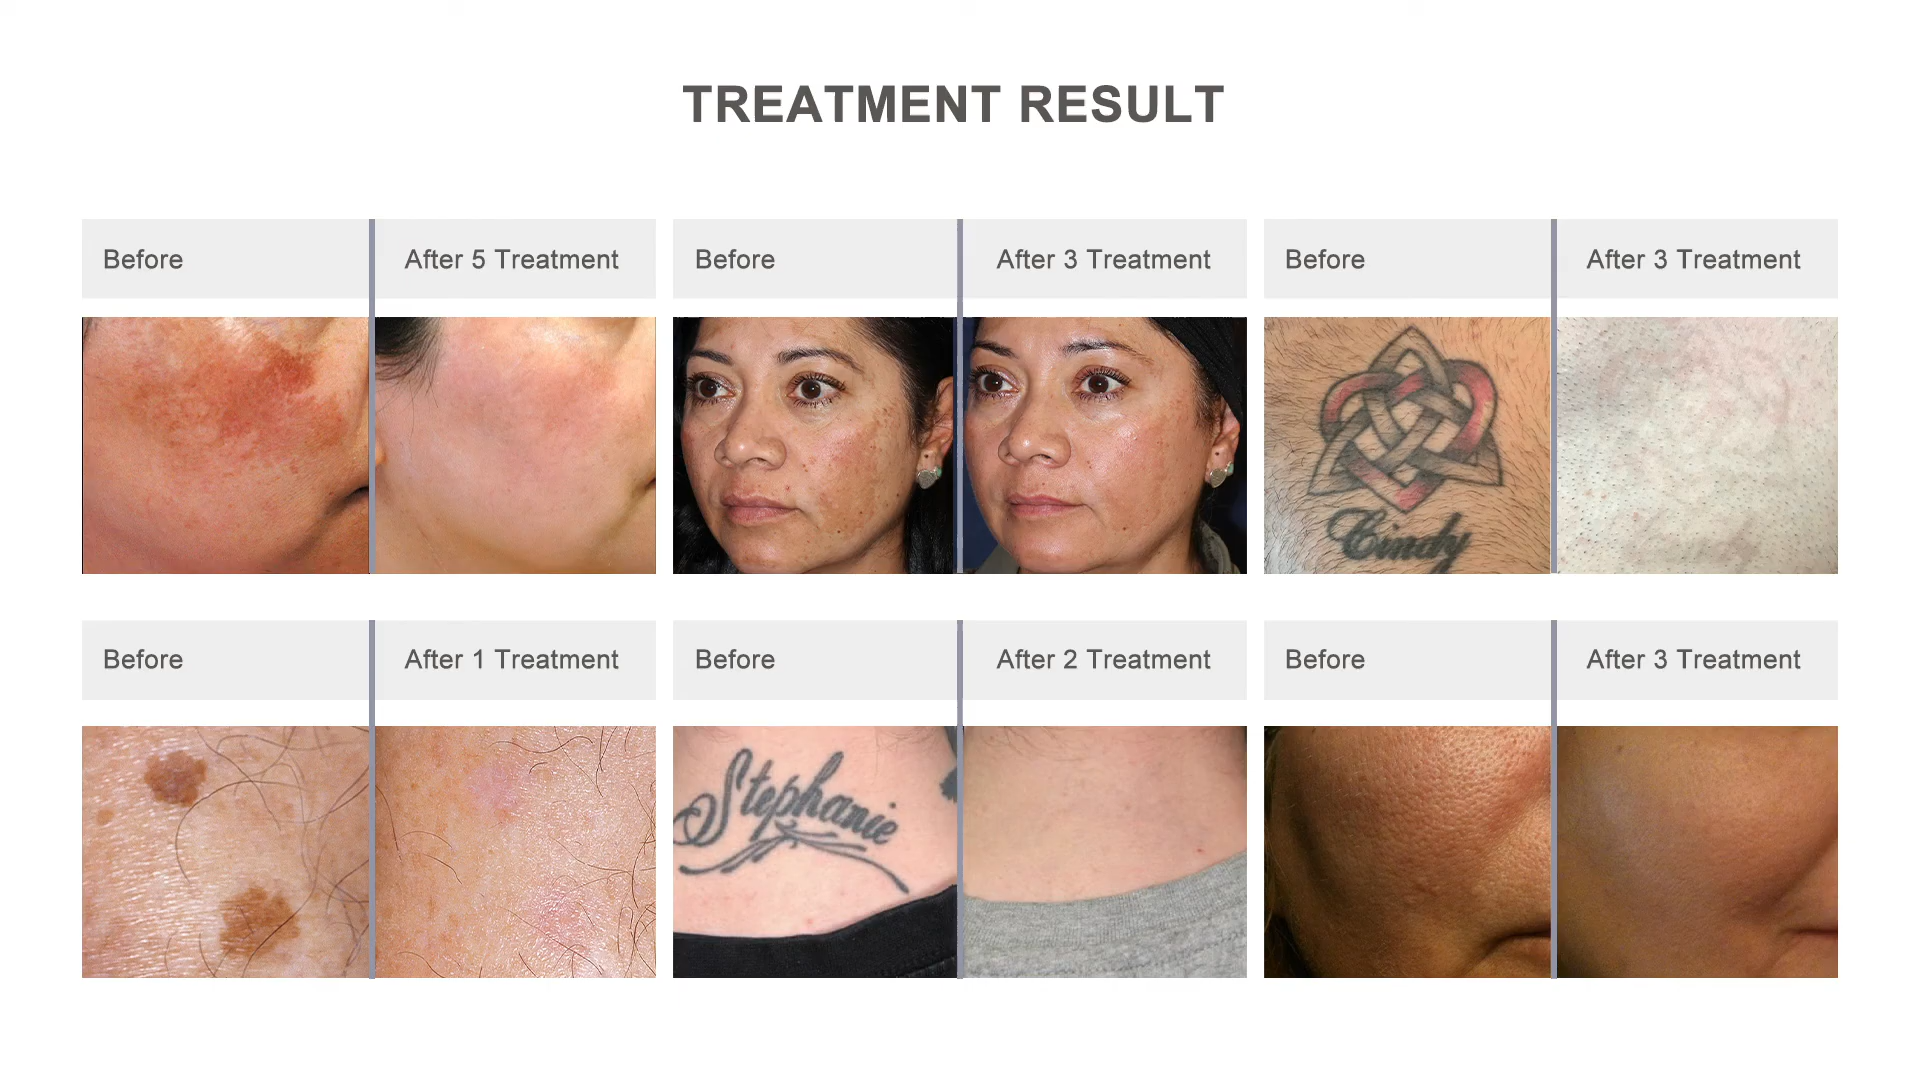 TREATMENT RESULT
Before
After 5 Treatment
Before
After 3 Treatment
Before
After 3 Treatment
Cindy
Before
After 1 Treatment
Before
After 2 Treatment
Before
After 3 Treatment
Stephanie